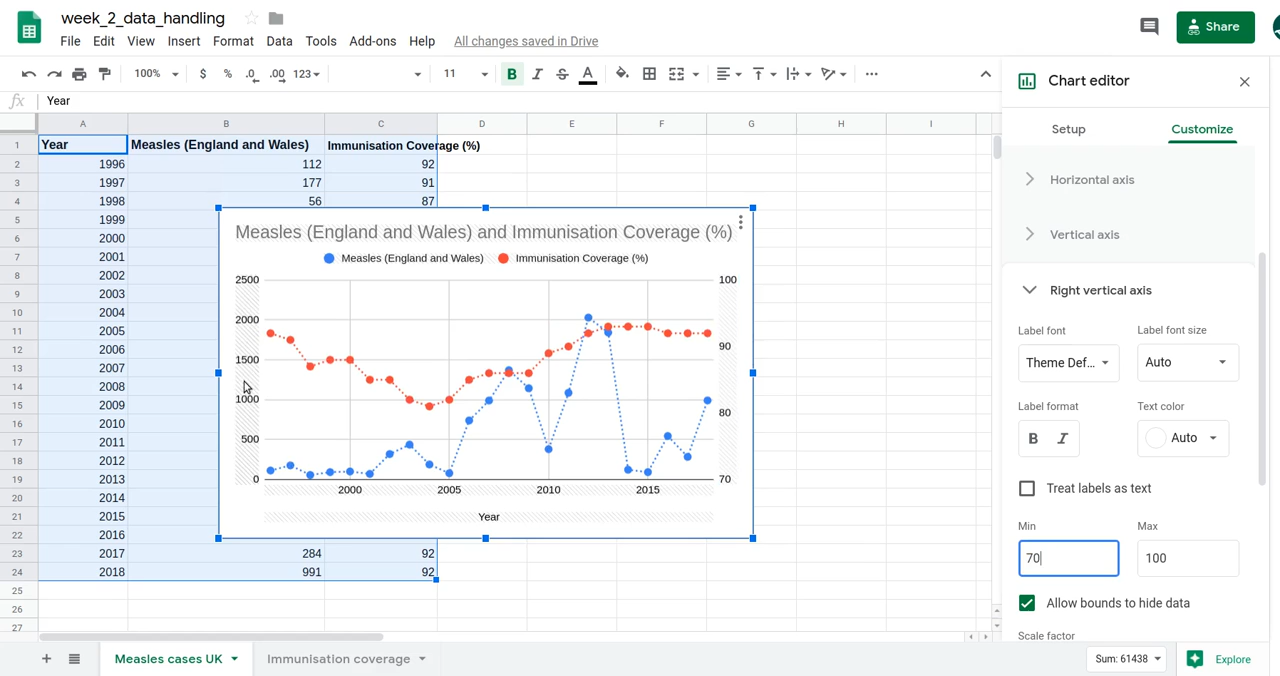 week_2_data_handling
File Edit View Insert Format Data Tools Add-ons Help All changes saved in Drive
Share
100% $ % .0 .00 123 11 B I S A
fx Year
A B C D E F G H I
1 Year Measles (England and Wales) Immunisation Coverage (%)
2 1996 112 92
3 1997 177 91
4 1998 56 87
5 1999
6 2000
7 2001
8 2002
9 2003
10 2004
11 2005
12 2006
13 2007
14 2008
15 2009
16 2010
17 2011
18 2012
19 2013
20 2014
21 2015
22 2016
23 2017 284 92
24 2018 991 92
25
26
27
Measles (England and Wales) and Immunisation Coverage (%)
Measles (England and Wales) Immunisation Coverage (%)
2500 100
2000
90
1500
1000
80
500
0 70
2000 2005 2010 2015
Year
Chart editor
Setup Customize
Horizontal axis
Vertical axis
Right vertical axis
Label font Label font size
Theme Def... Auto
Label format Text color
B I Auto
Treat labels as text
Min Max
70 100
Allow bounds to hide data
Scale factor
Measles cases UK Immunisation coverage Sum: 61438 Explore